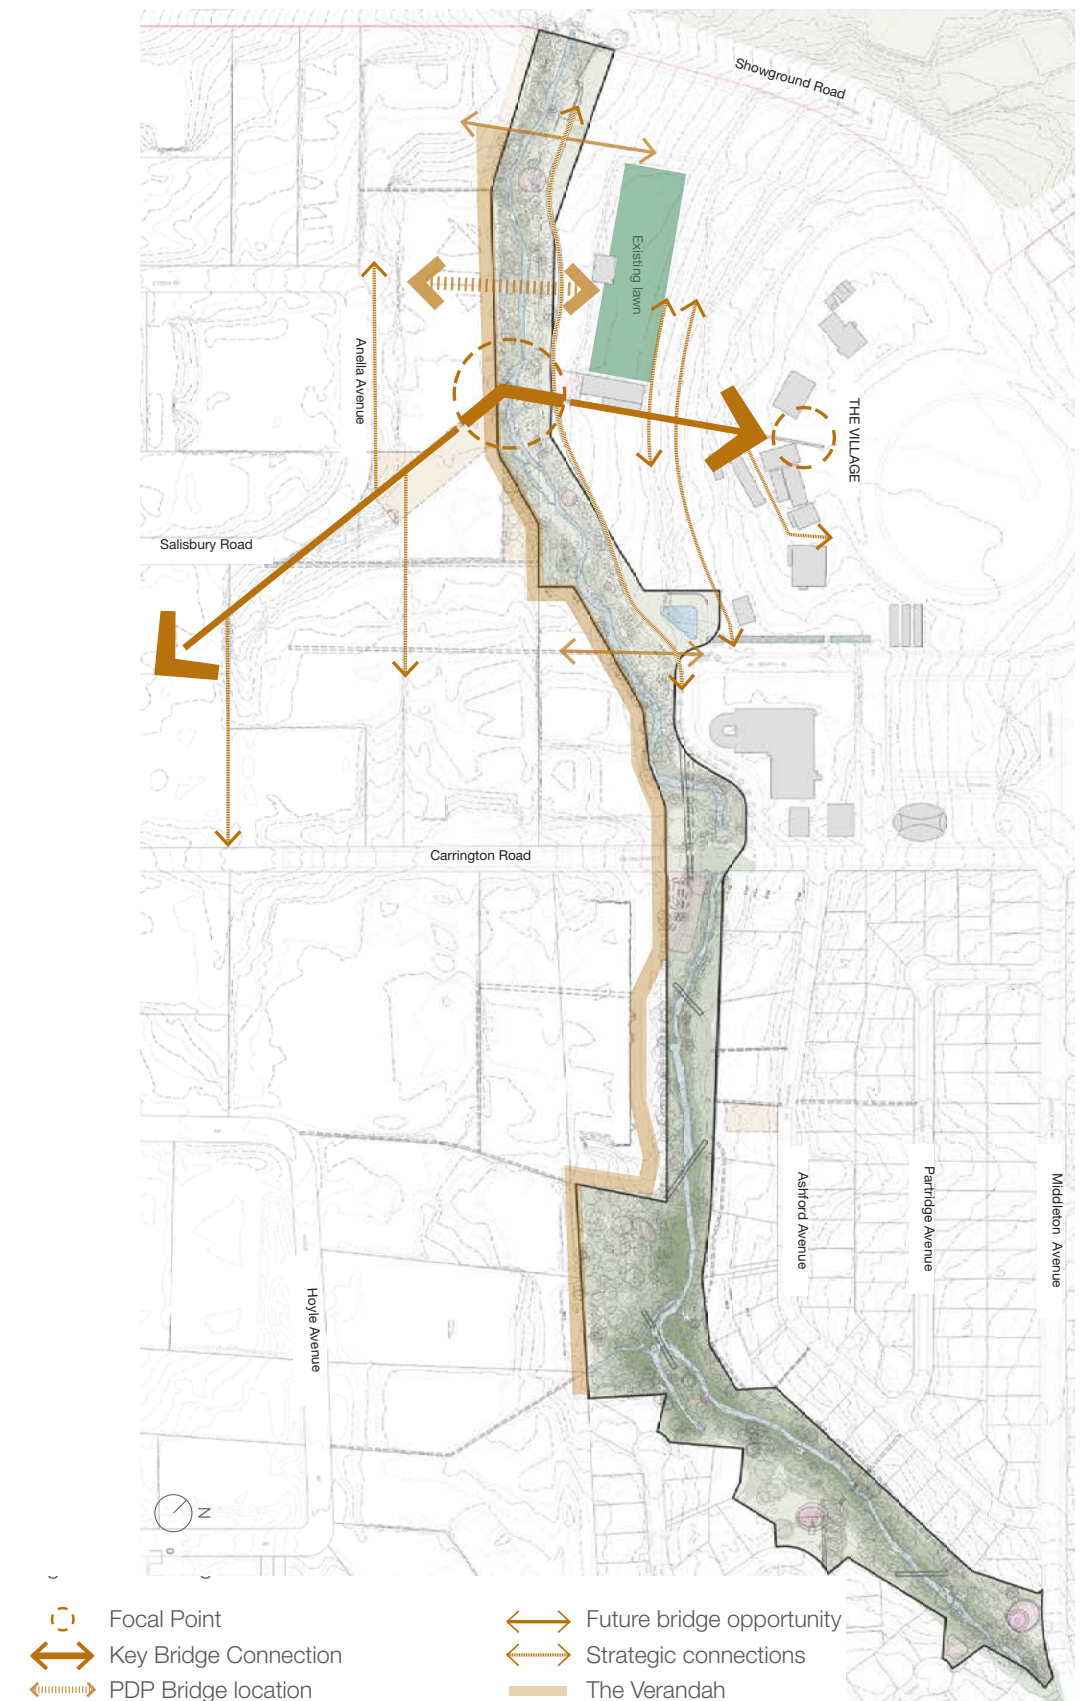 Showground Road
Existing lawn
Anella Avenue
THE VILLAGE
Salisbury Road
Carrington Road
Ashford Avenue
Partridge Avenue
Middleton Avenue
Hoyle Avenue
N
Focal Point
Key Bridge Connection
PDP Bridge location
Future bridge opportunity
Strategic connections
The Verandah